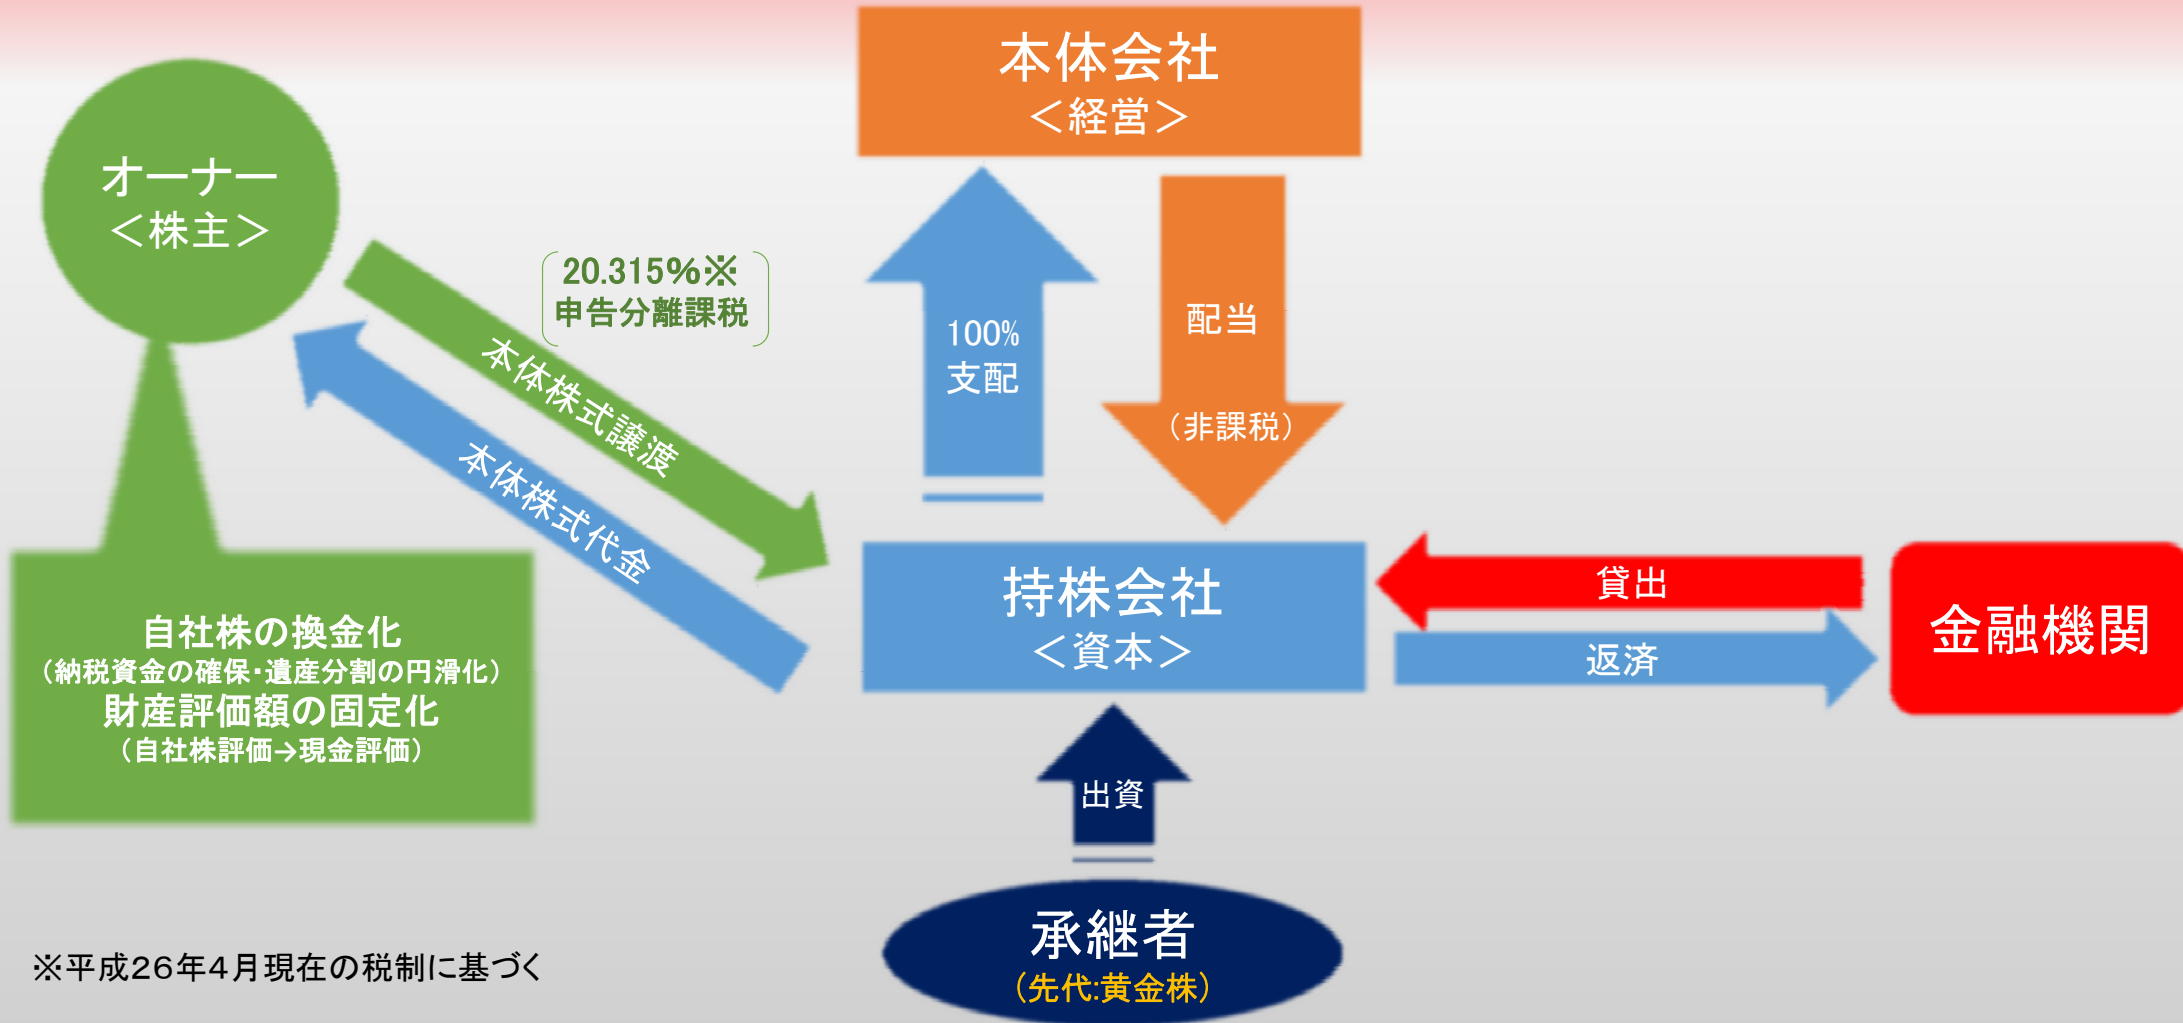 本体会社
＜経営＞
オーナー
＜株主＞
20.315％※
申告分離課税
本体株式譲渡
本体株式代金
100%
支配
配当
（非課税）
自社株の換金化
（納税資金の確保・遺産分割の円滑化）
財産評価額の固定化
（自社株評価→現金評価）
持株会社
＜資本＞
貸出
返済
金融機関
出資
承継者
（先代:黄金株）
※平成２６年４月現在の税制に基づく